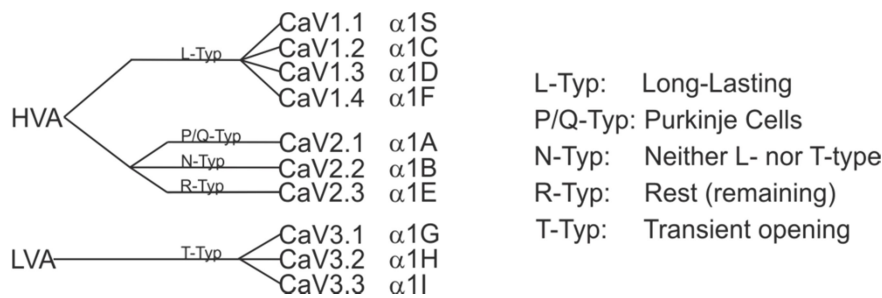 CaV1.1 α1S
L-Typ CaV1.2 α1C
CaV1.3 α1D
CaV1.4 α1F
HVA
P/Q-Typ CaV2.1 α1A
N-Typ CaV2.2 α1B
R-Typ CaV2.3 α1E
CaV3.1 α1G
LVA T-Typ CaV3.2 α1H
CaV3.3 α1I
L-Typ: Long-Lasting
P/Q-Typ: Purkinje Cells
N-Typ: Neither L- nor T-type
R-Typ: Rest (remaining)
T-Typ: Transient opening